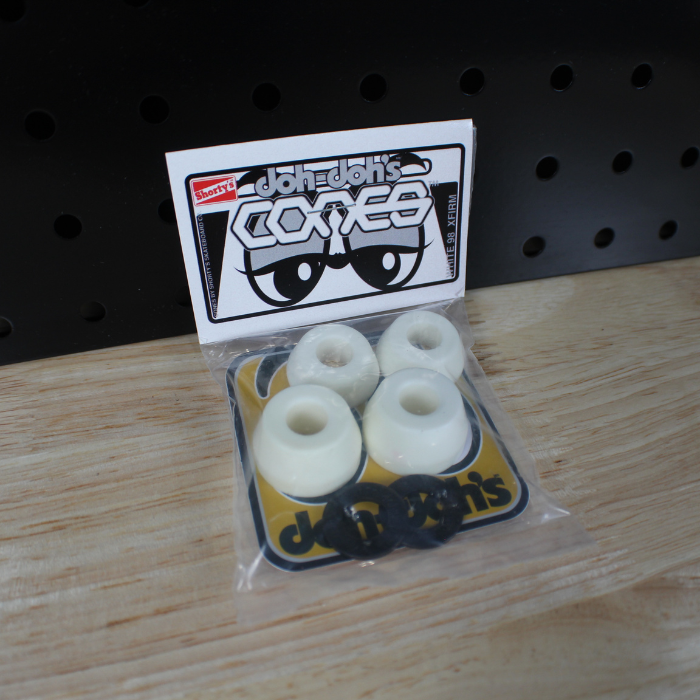 Shorty's
doh-doh's
CONES
WHITE 98 XFIRM
doh-doh's